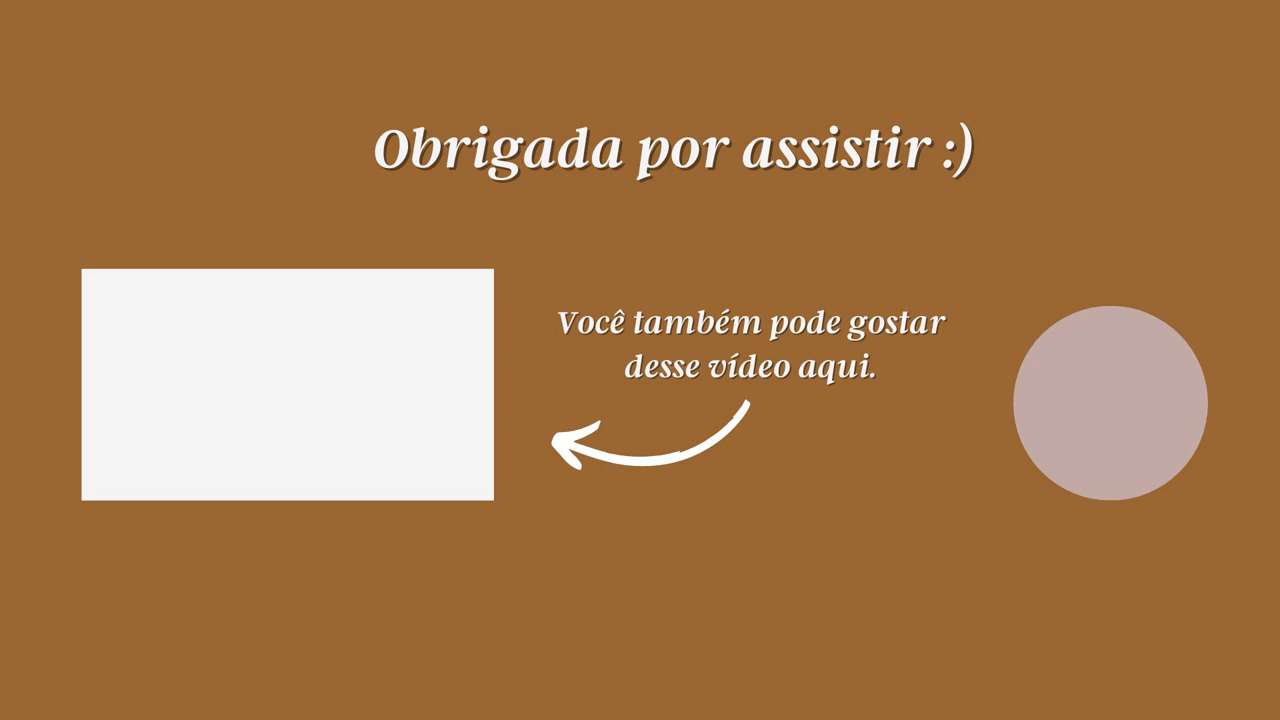 Obrigada por assistir :)
Você também pode gostar
desse vídeo aqui.